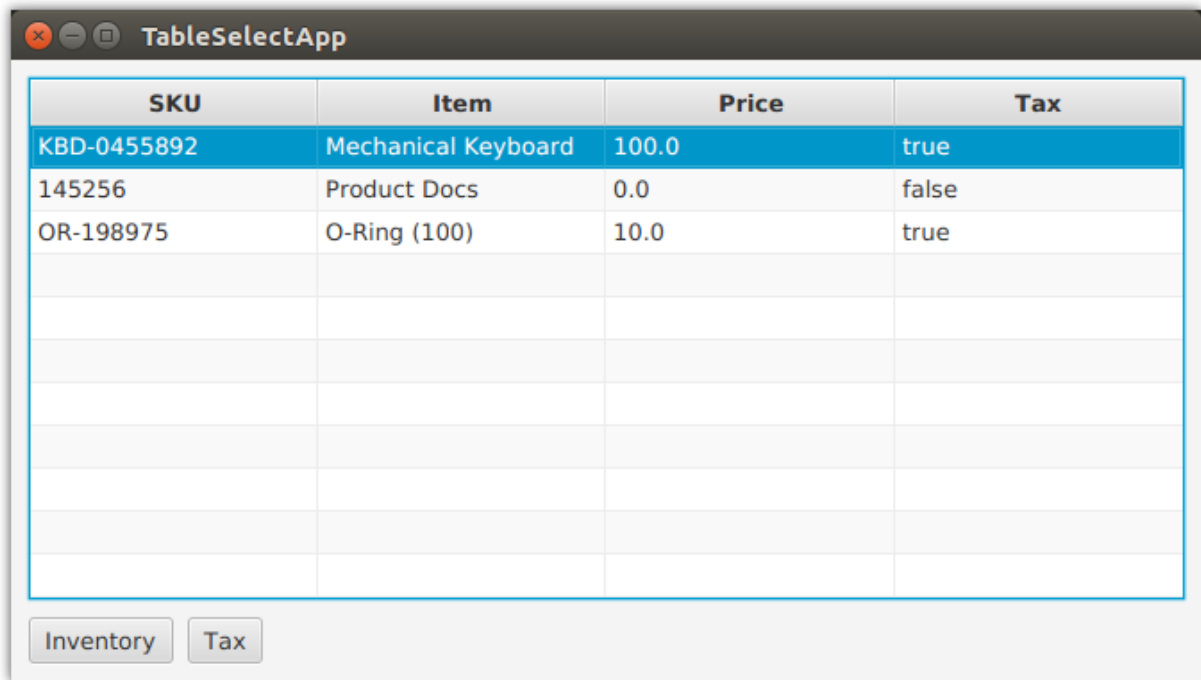 TableSelectApp
SKU Item Price Tax
KBD-0455892 Mechanical Keyboard 100.0 true
145256 Product Docs 0.0 false
OR-198975 O-Ring (100) 10.0 true
Inventory Tax